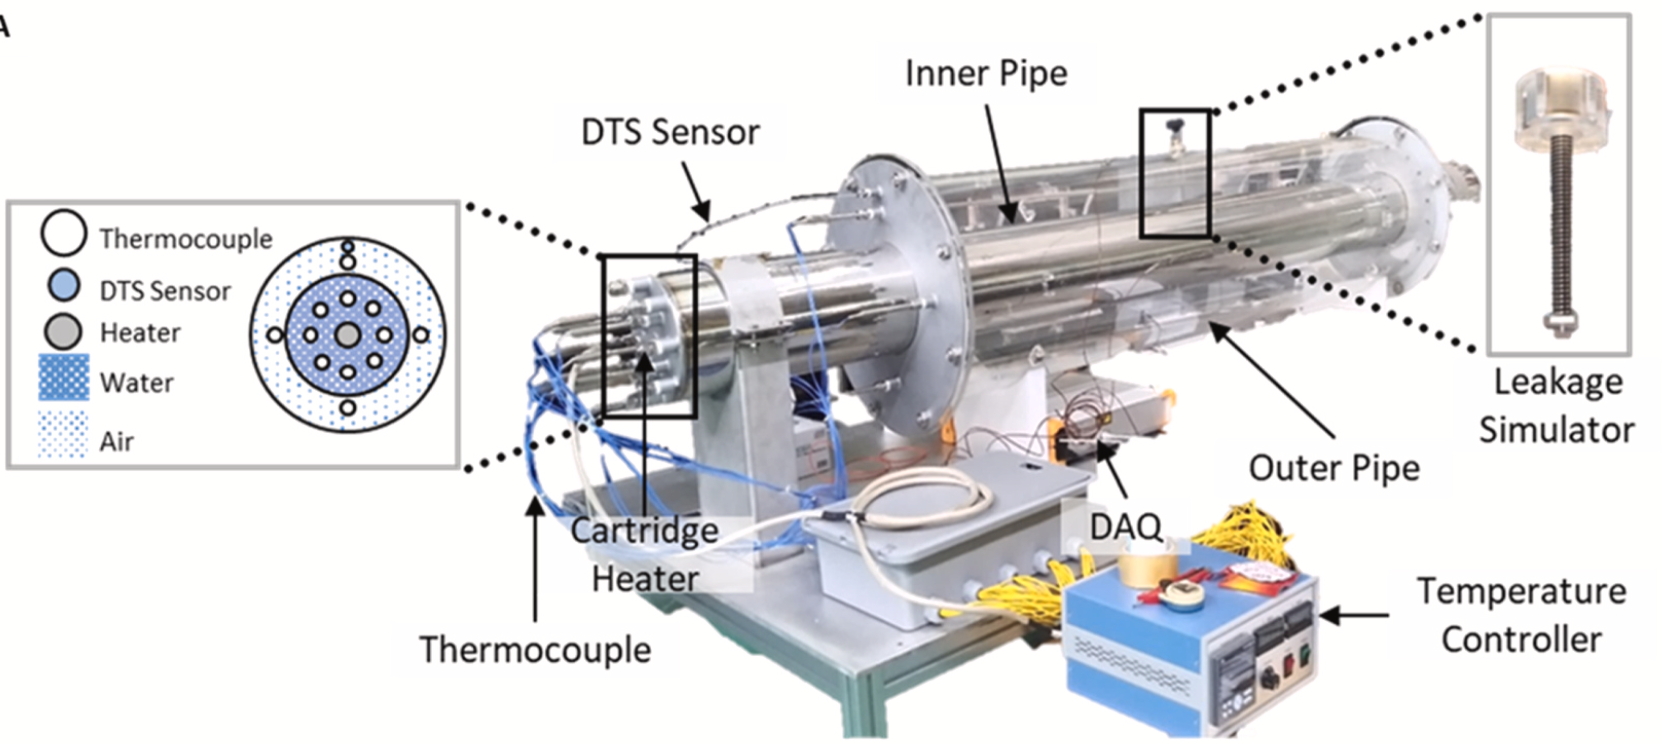 A
Inner Pipe
DTS Sensor
Thermocouple
DTS Sensor
Heater
Water
Air
Leakage
Simulator
Outer Pipe
DAQ
Cartridge
Heater
Temperature
Controller
Thermocouple